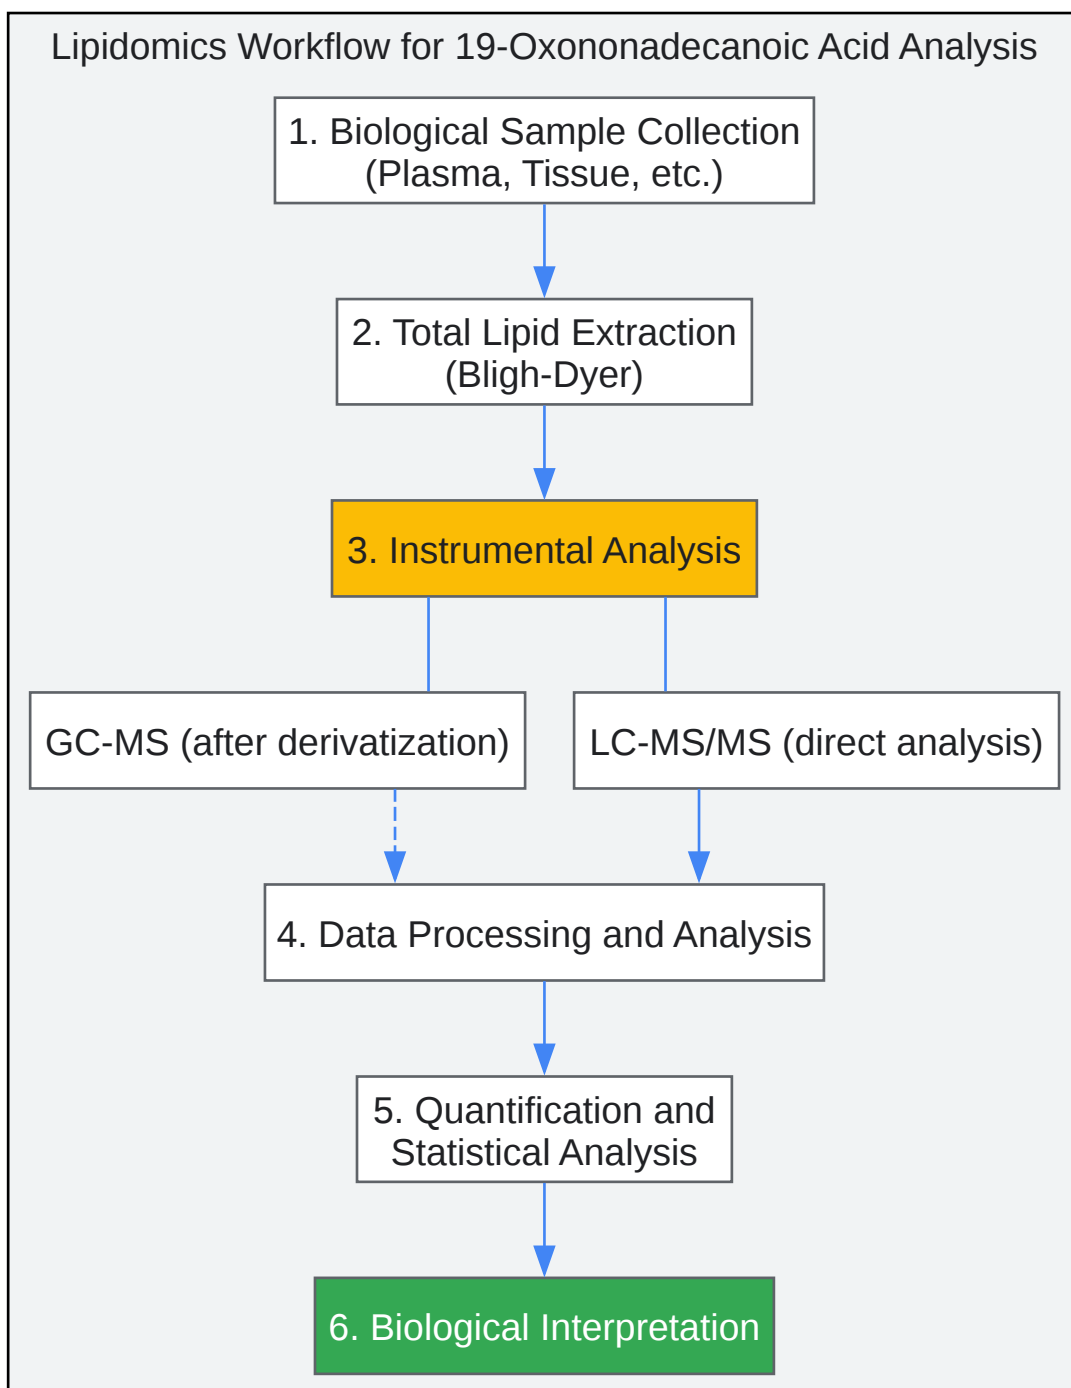 Lipidomics Workflow for 19-Oxononadecanoic Acid Analysis
1. Biological Sample Collection
(Plasma, Tissue, etc.)
2. Total Lipid Extraction
(Bligh-Dyer)
3. Instrumental Analysis
GC-MS (after derivatization)
LC-MS/MS (direct analysis)
4. Data Processing and Analysis
5. Quantification and
Statistical Analysis
6. Biological Interpretation